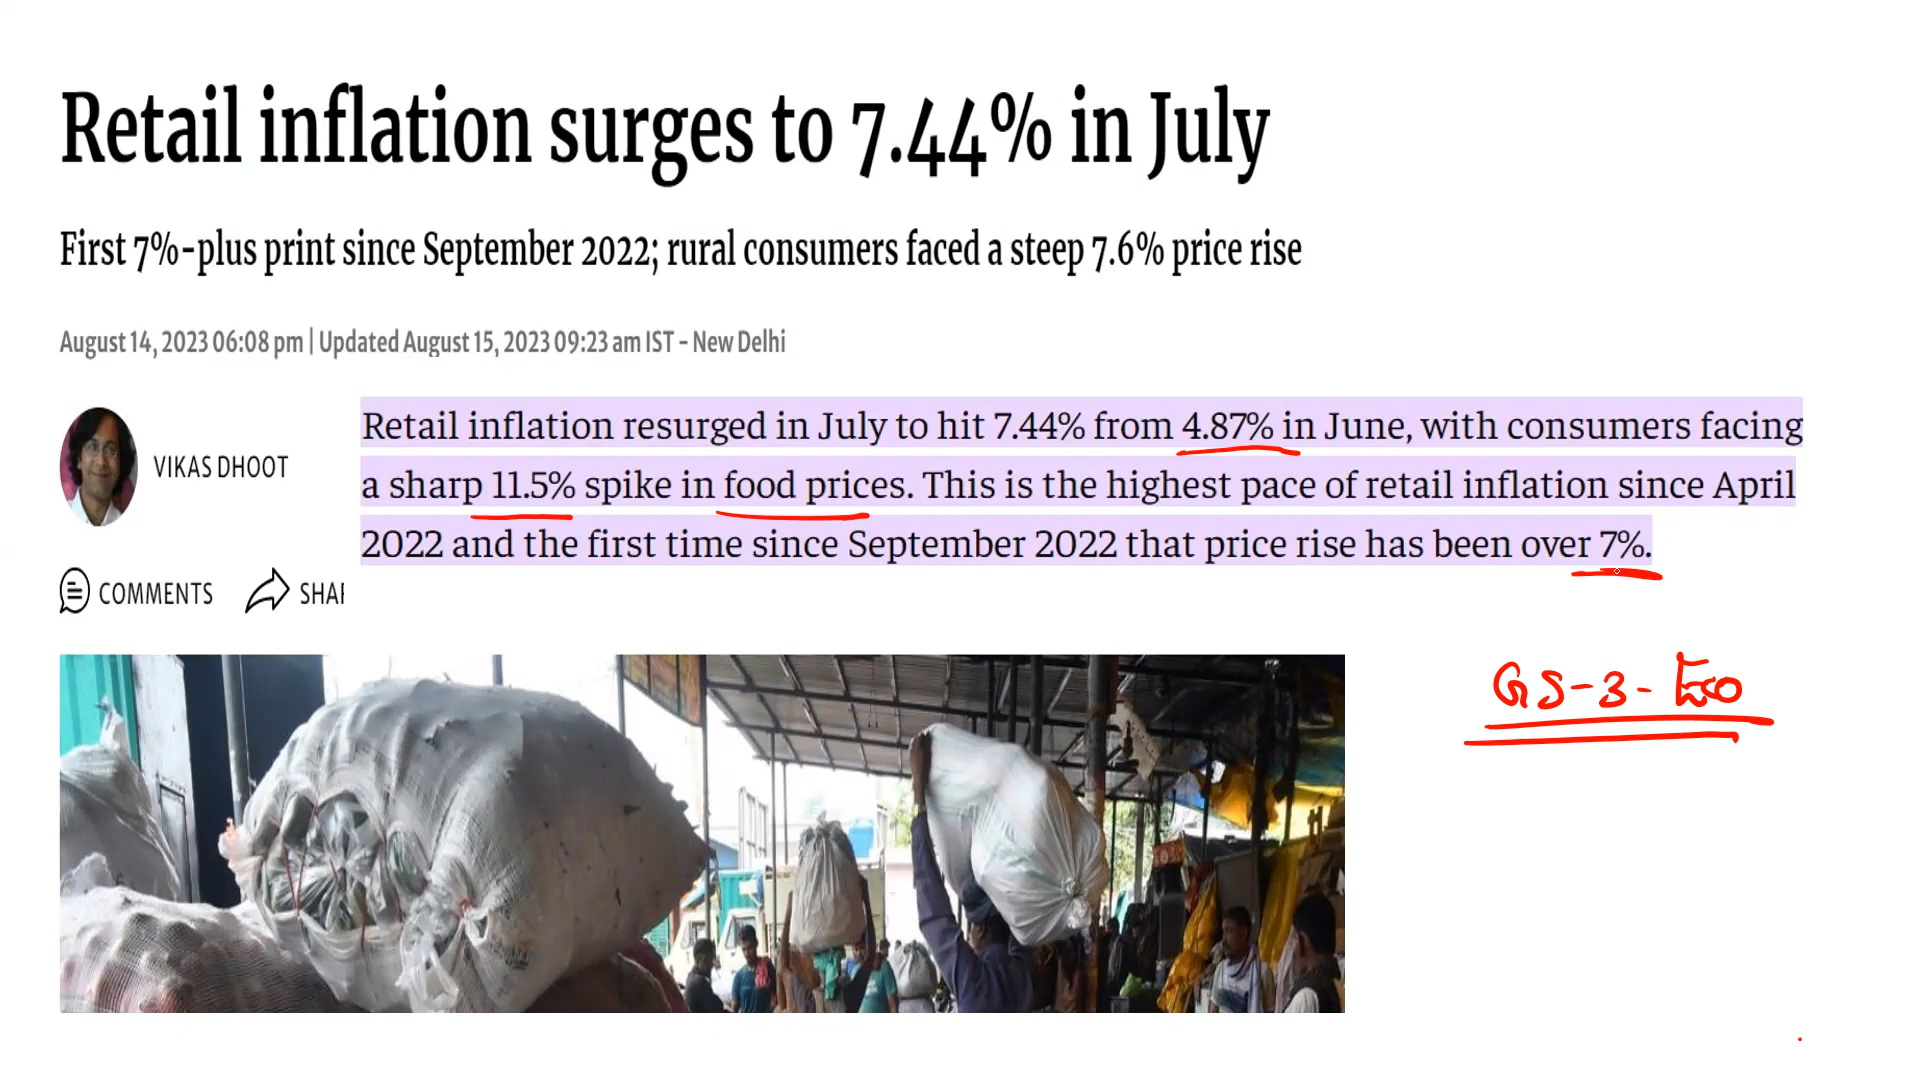 Retail inflation surges to 7.44% in July
First 7%-plus print since September 2022; rural consumers faced a steep 7.6% price rise
August 14, 2023 06:08 pm | Updated August 15, 2023 09:23 am IST - New Delhi
VIKAS DHOOT
COMMENTS
SHAR
Retail inflation resurged in July to hit 7.44% from 4.87% in June, with consumers facing
a sharp 11.5% spike in food prices. This is the highest pace of retail inflation since April
2022 and the first time since September 2022 that price rise has been over 7%.
GS-3- Eco